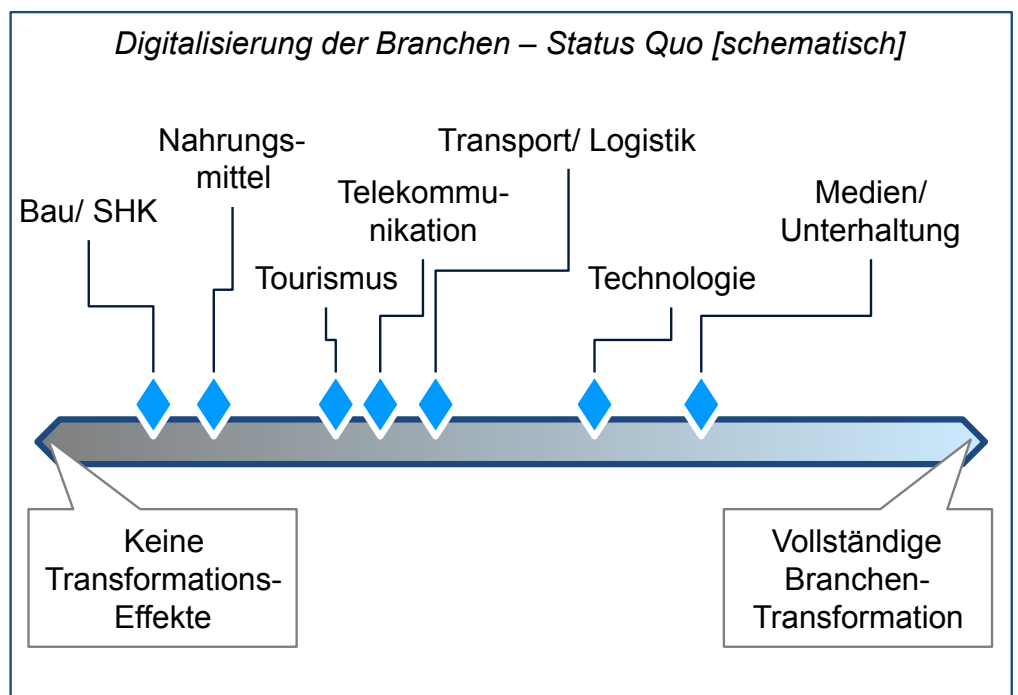 Digitalisierung der Branchen – Status Quo [schematisch]
Bau/ SHK
Nahrungs-
mittel
Tourismus
Telekommu-
nikation
Transport/ Logistik
Technologie
Medien/
Unterhaltung
Keine
Transformations-
Effekte
Vollständige
Branchen-
Transformation